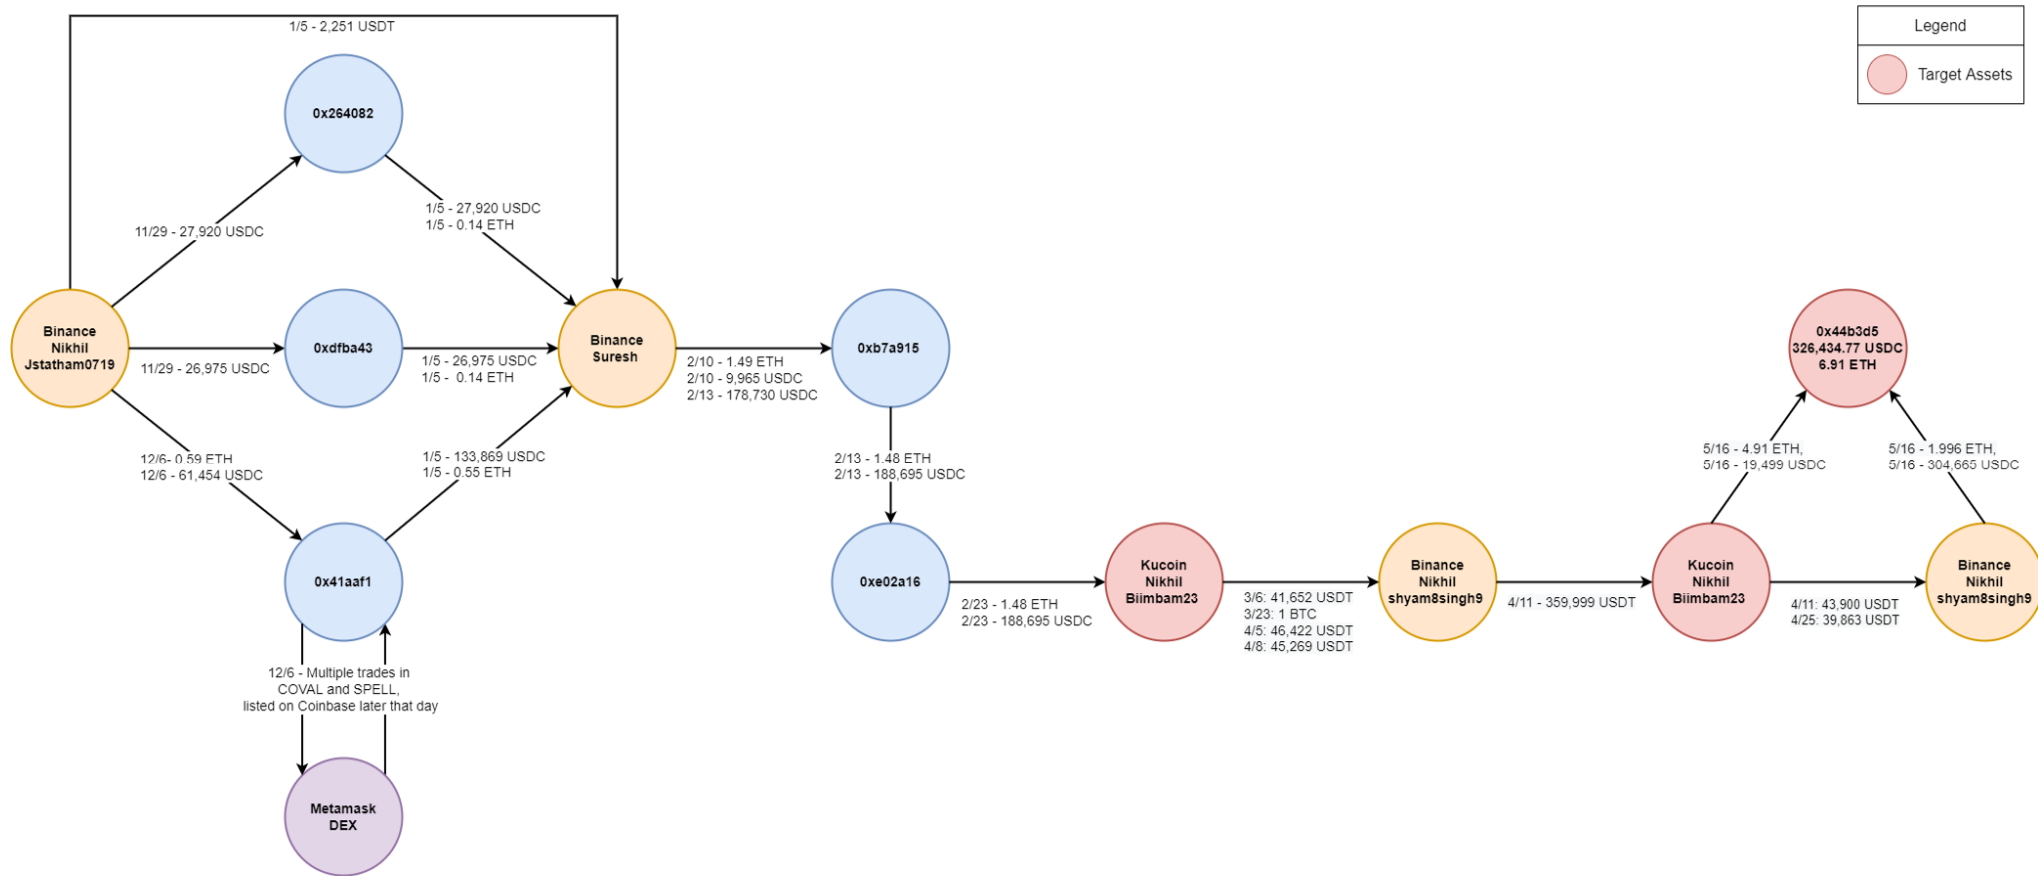 1/5 - 2,251 USDT
Legend
Target Assets
0x264082
11/29 - 27,920 USDC
1/5 - 27,920 USDC
1/5 - 0.14 ETH
Binance
Nikhil
Jstatham0719
11/29 - 26,975 USDC
0xdfba43
1/5 - 26,975 USDC
1/5 - 0.14 ETH
Binance
Suresh
2/10 - 1.49 ETH
2/10 - 9,965 USDC
2/13 - 178,730 USDC
0xb7a915
0x44b3d5
326,434.77 USDC
6.91 ETH
12/6- 0.59 ETH
12/6 - 61,454 USDC
1/5 - 133,869 USDC
1/5 - 0.55 ETH
2/13 - 1.48 ETH
2/13 - 188,695 USDC
5/16 - 4.91 ETH,
5/16 - 19,499 USDC
5/16 - 1.996 ETH,
5/16 - 304,665 USDC
0x41aaf1
0xe02a16
2/23 - 1.48 ETH
2/23 - 188,695 USDC
Kucoin
Nikhil
Biimbam23
3/6: 41,652 USDT
3/23: 1 BTC
4/5: 46,422 USDT
4/8: 45,269 USDT
Binance
Nikhil
shyam8singh9
4/11 - 359,999 USDT
Kucoin
Nikhil
Biimbam23
4/11: 43,900 USDT
4/25: 39,863 USDT
Binance
Nikhil
shyam8singh9
12/6 - Multiple trades in
COVAL and SPELL,
listed on Coinbase later that day
Metamask
DEX